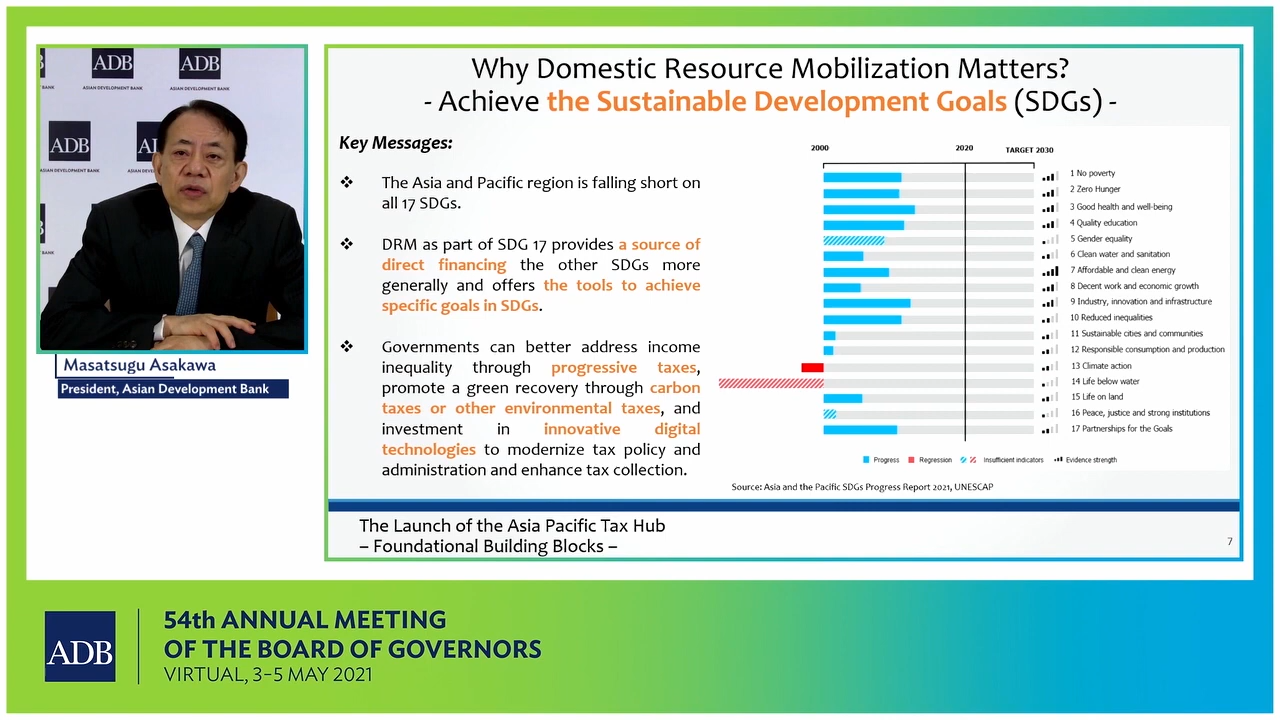 ADB
ADB
ASIAN DEVELOPMENT BANK
ASIAN DEVELOPMENT BANK
ADB
ASIAN DEVELOPMENT BANK
Masatsugu Asakawa
President, Asian Development Bank
Why Domestic Resource Mobilization Matters?
- Achieve the Sustainable Development Goals (SDGs) -
Key Messages:
❖ The Asia and Pacific region is falling short on
all 17 SDGs.
❖ DRM as part of SDG 17 provides a source of
direct financing the other SDGs more
generally and offers the tools to achieve
specific goals in SDGs.
❖ Governments can better address income
inequality through progressive taxes,
promote a green recovery through carbon
taxes or other environmental taxes, and
investment in innovative digital
technologies to modernize tax policy and
administration and enhance tax collection.
2000 2020 TARGET 2030
1 No poverty
2 Zero Hunger
3 Good health and well-being
4 Quality education
5 Gender equality
6 Clean water and sanitation
7 Affordable and clean energy
8 Decent work and economic growth
9 Industry, innovation and infrastructure
10 Reduced inequalities
11 Sustainable cities and communities
12 Responsible consumption and production
13 Climate action
14 Life below water
15 Life on land
16 Peace, justice and strong institutions
17 Partnerships for the Goals
Progress Regression Insufficient indicators Evidence strength
Source: Asia and the Pacific SDGs Progress Report 2021, UNESCAP
The Launch of the Asia Pacific Tax Hub
– Foundational Building Blocks –
7
ADB
54th ANNUAL MEETING
OF THE BOARD OF GOVERNORS
VIRTUAL, 3–5 MAY 2021